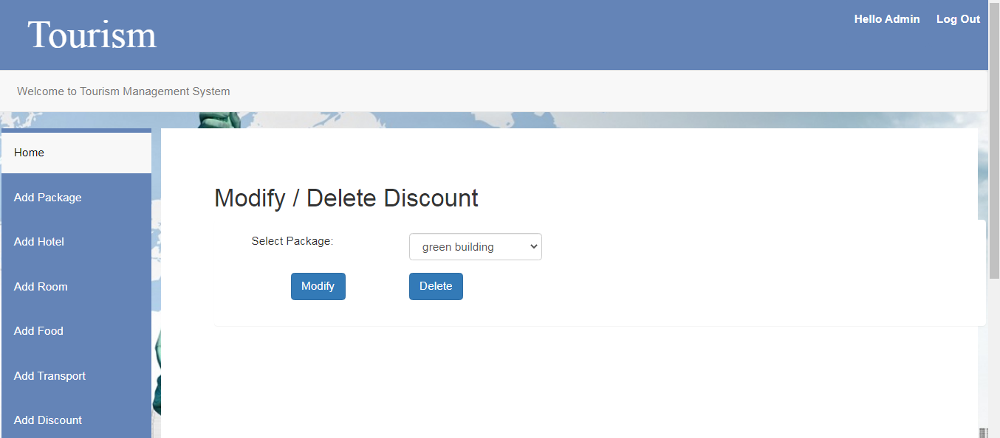 Tourism
Hello Admin Log Out
Welcome to Tourism Management System
Home
Add Package
Add Hotel
Add Room
Add Food
Add Transport
Add Discount
Modify / Delete Discount
Select Package: green building
Modify Delete